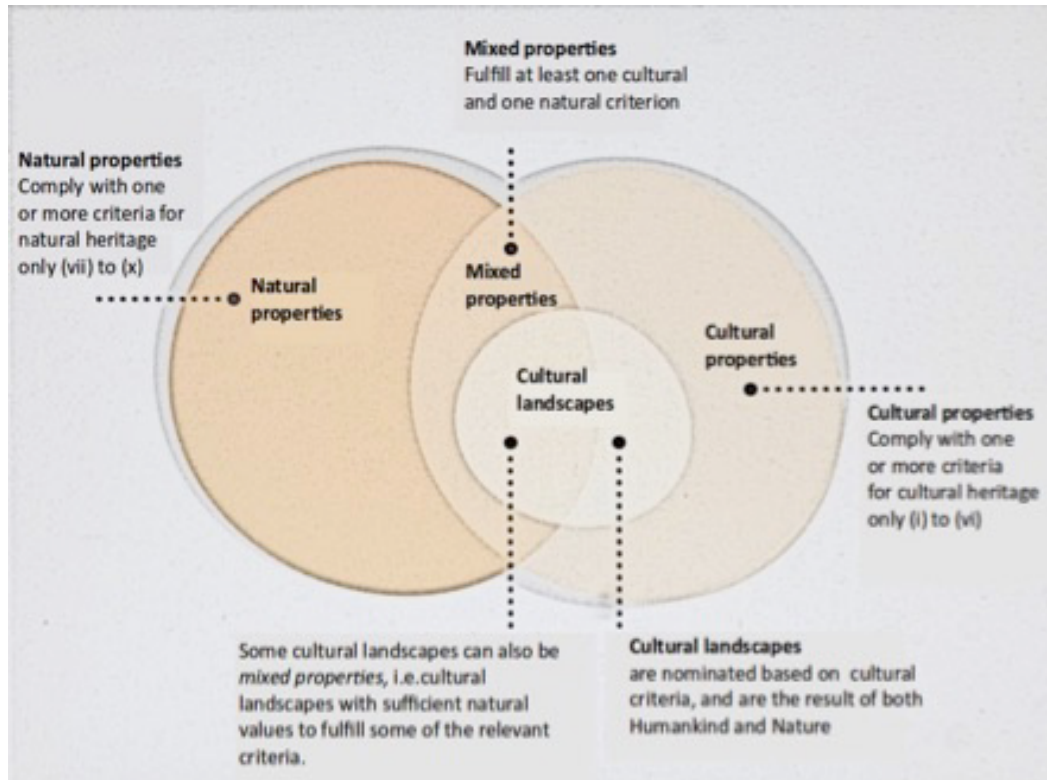 Mixed properties
Fulfill at least one cultural
and one natural criterion
Natural properties
Comply with one
or more criteria for
natural heritage
only (vii) to (x)
Natural
properties
Mixed
properties
Cultural
properties
Cultural
landscapes
Cultural properties
Comply with one
or more criteria
for cultural heritage
only (i) to (vi)
Some cultural landscapes can also be
mixed properties, i.e.cultural
landscapes with sufficient natural
values to fulfill some of the relevant
criteria.
Cultural landscapes
are nominated based on cultural
criteria, and are the result of both
Humankind and Nature